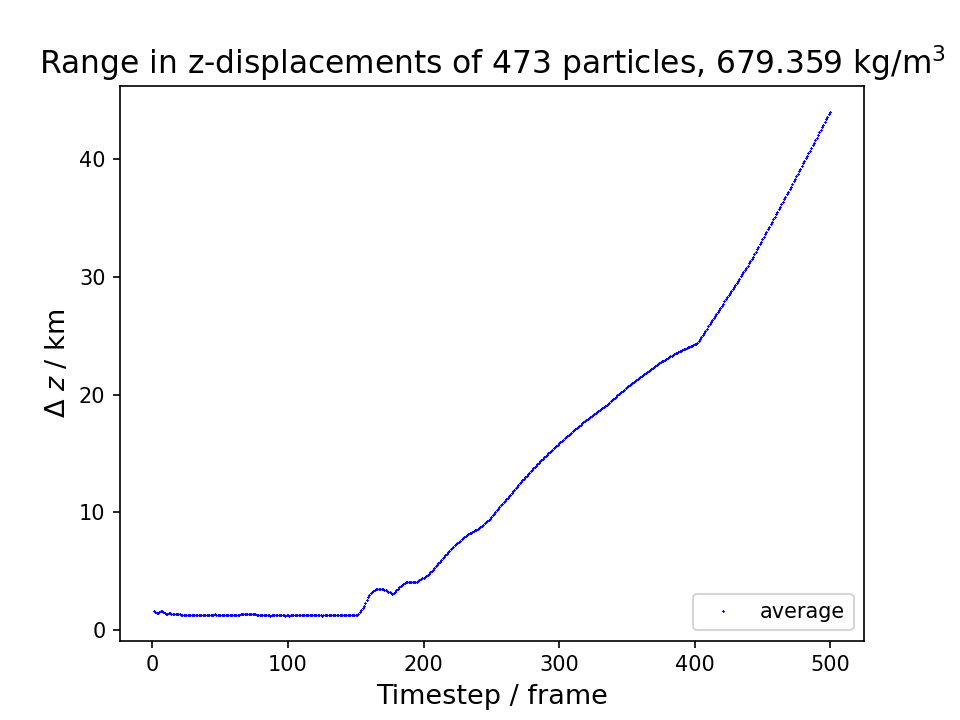 Range in z-displacements of 473 particles, 679.359 kg/m³
40
30
20
10
0
Δ z / km
average
0 100 200 300 400 500
Timestep / frame